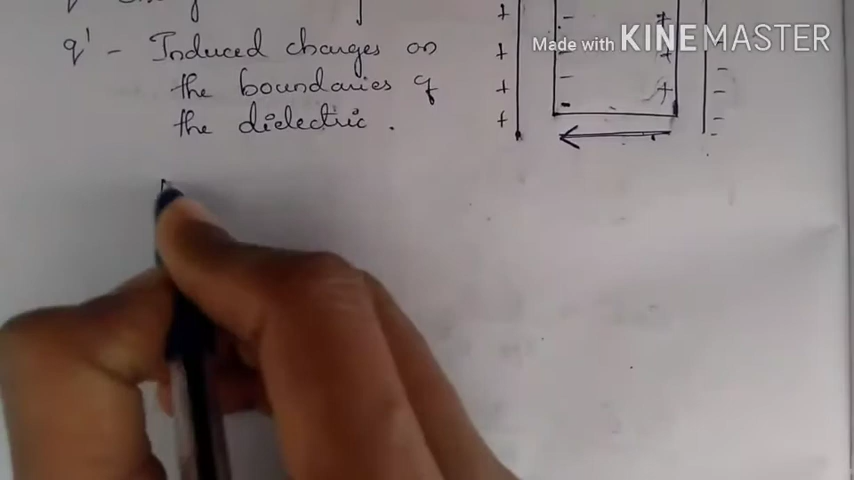 q' - Induced charges on
the boundaries of
the dielectric.
Made with KINEMASTER
+ - +
+ - + -
+ - + -
+ - + -